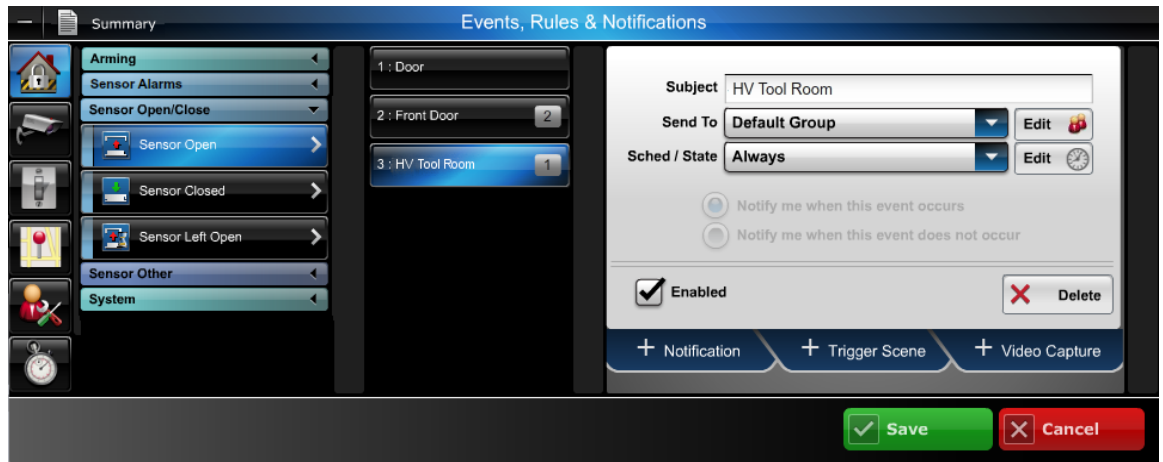 Summary
Events, Rules & Notifications
Arming
Sensor Alarms
Sensor Open/Close
Sensor Open
Sensor Closed
Sensor Left Open
Sensor Other
System
1 : Door
2 : Front Door 2
3 : HV Tool Room 1
Subject HV Tool Room
Send To Default Group Edit
Sched / State Always Edit
Notify me when this event occurs
Notify me when this event does not occur
Enabled Delete
+ Notification + Trigger Scene + Video Capture
Save Cancel